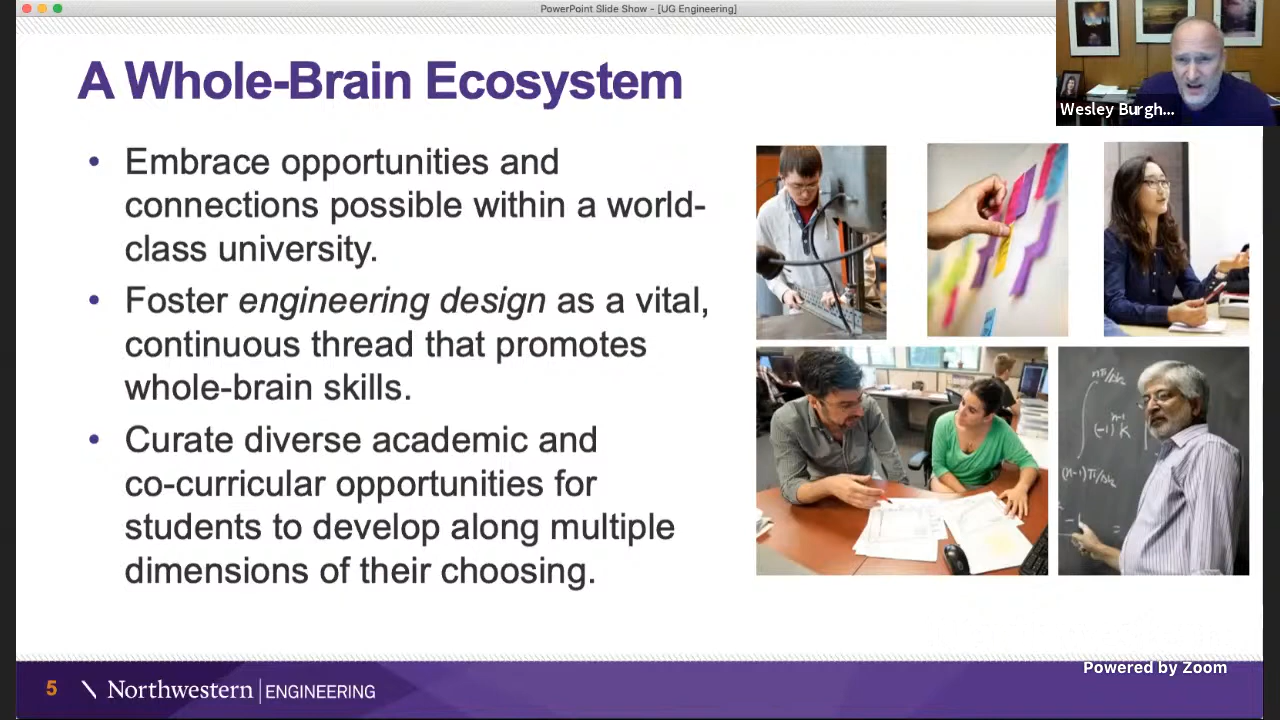 PowerPoint Slide Show - [UG Engineering]
A Whole-Brain Ecosystem
Wesley Burgh...
• Embrace opportunities and
connections possible within a world-
class university.
• Foster engineering design as a vital,
continuous thread that promotes
whole-brain skills.
• Curate diverse academic and
co-curricular opportunities for
students to develop along multiple
dimensions of their choosing.
Powered by Zoom
5
Northwestern | ENGINEERING